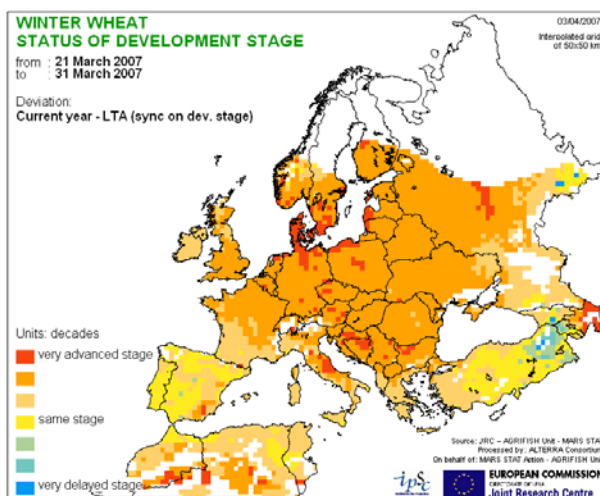 WINTER WHEAT
STATUS OF DEVELOPMENT STAGE
03/04/2007
Interpolated grid
of 50x50 km
from : 21 March 2007
to : 31 March 2007
Deviation:
Current year - LTA (sync on dev. stage)
Units: decades
very advanced stage
same stage
very delayed stage
Source: JRC - AGRIFISH Unit - MARS STAT
Processed by: ALTERRA Consortium
On behalf of: MARS STAT Action - AGRIFISH Unit
ipsc
EUROPEAN COMMISSION
DIRECTORATE GENERAL
Joint Research Centre